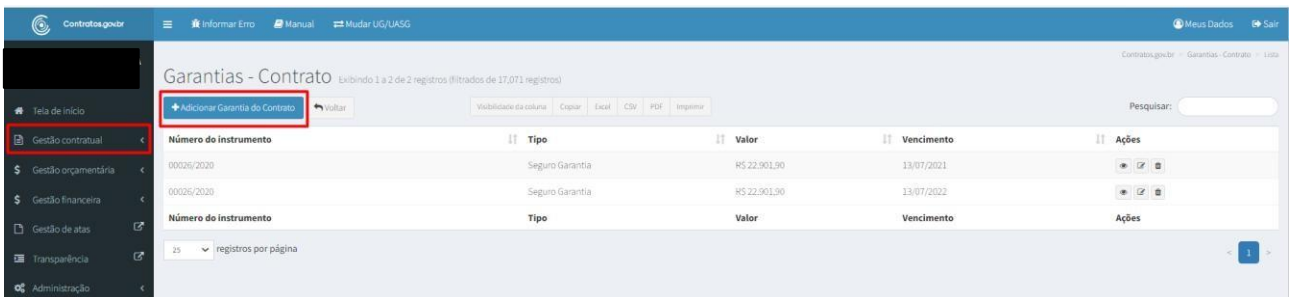 Contratos.gov.br
Informar Erro Manual Mudar UG/UASG
Meus Dados Sair
Contratos.gov.br - Garantias - Contrato - Lista
Garantias - Contrato Exibindo 1 a 2 de 2 registros (filtrados de 17,071 registros)
Adicionar Garantia do Contrato Voltar
Visibilidade da coluna Copiar Excel CSV PDF Imprimir
Pesquisar:
Tela de início
Gestão contratual
Gestão orçamentária
Gestão financeira
Gestão de atas
Transparência
Administração
Número do instrumento Tipo Valor Vencimento Ações
00026/2020 Seguro Garantia R$ 22.901,90 13/07/2021
00026/2020 Seguro Garantia R$ 22.901,90 13/07/2022
Número do instrumento Tipo Valor Vencimento Ações
25 registros por página
< 1 >